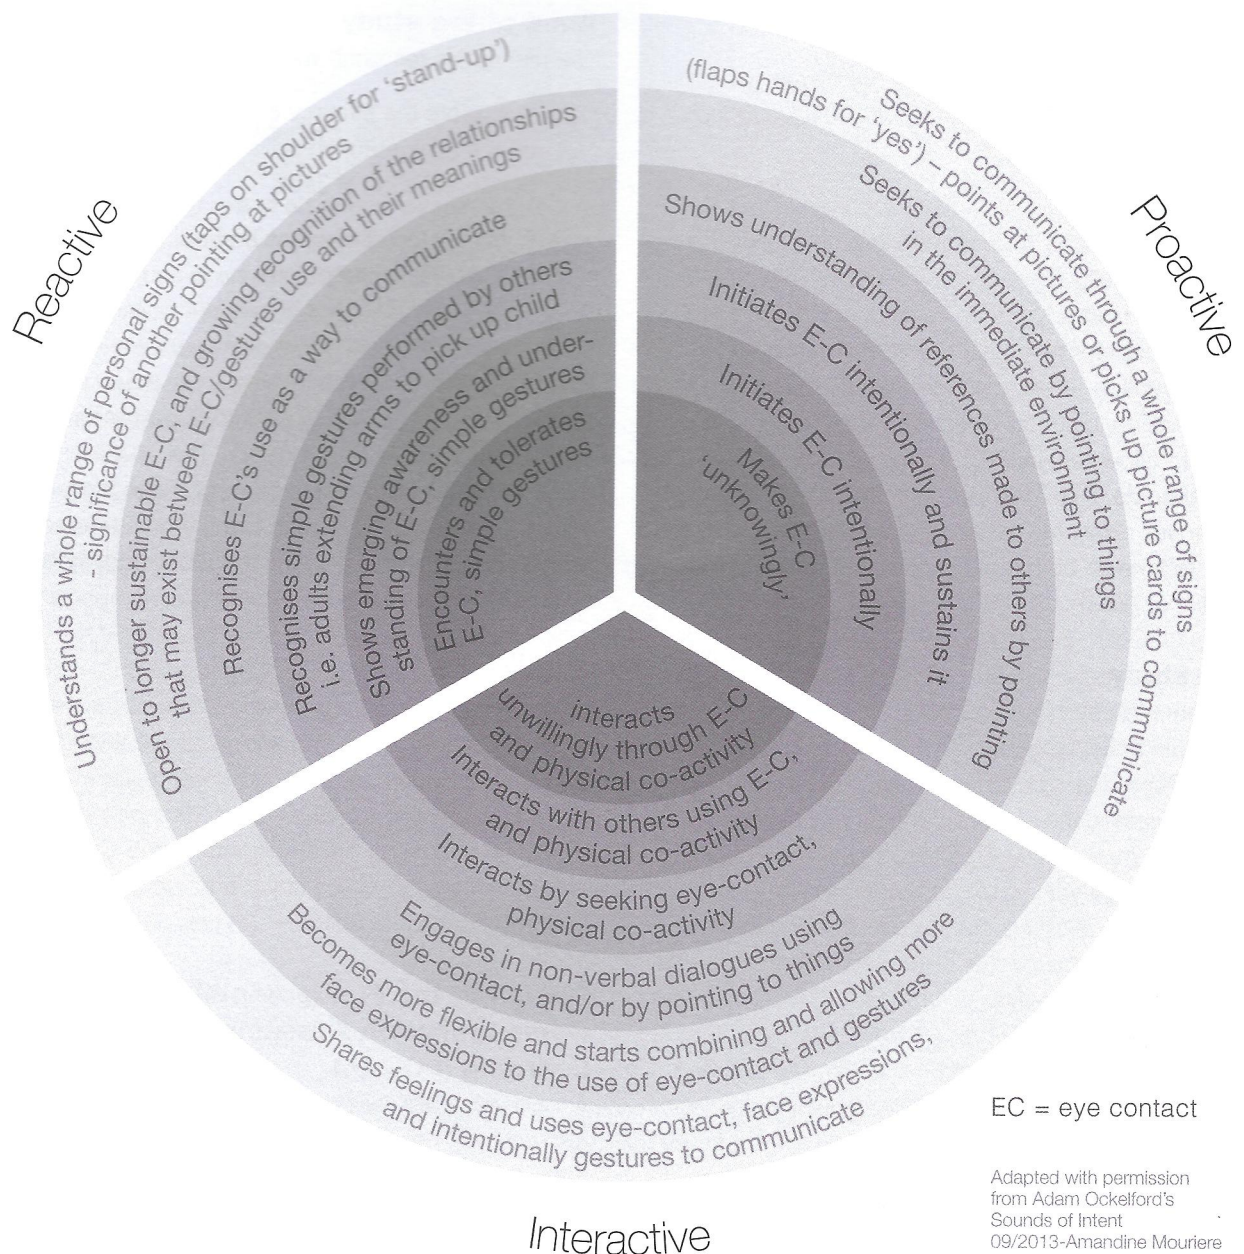 Reactive
Understands a whole range of personal signs (taps on shoulder for ‘stand-up’)
- significance of another pointing at pictures
Open to longer sustainable E-C, and growing recognition of the relationships
that may exist between E-C/gestures use and their meanings
Recognises E-C’s use as a way to communicate
Recognises simple gestures performed by others
i.e. adults extending arms to pick up child
Shows emerging awareness and under-
standing of E-C, simple gestures
Encounters and tolerates
E-C, simple gestures
Proactive
Seeks to communicate through a whole range of signs
(flaps hands for ‘yes’) – points at pictures or picks up picture cards to communicate
Seeks to communicate by pointing to things
in the immediate environment
Shows understanding of references made to others by pointing
Initiates E-C intentionally and sustains it
Initiates E-C intentionally
Makes E-C
‘unknowingly’
interacts
unwillingly through E-C
and physical co-activity
Interacts with others using E-C,
and physical co-activity
Interacts by seeking eye-contact,
physical co-activity
Engages in non-verbal dialogues using
eye-contact, and/or by pointing to things
Becomes more flexible and starts combining and allowing more
face expressions to the use of eye-contact and gestures
Shares feelings and uses eye-contact, face expressions,
and intentionally gestures to communicate
Interactive
EC = eye contact
Adapted with permission
from Adam Ockelford’s
Sounds of Intent
09/2013-Amandine Mouriere